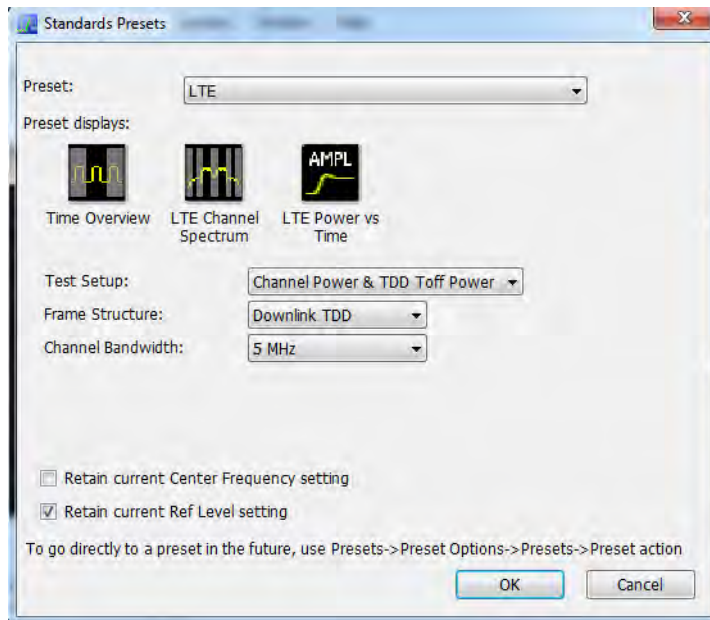 Standards Presets
Preset:
LTE
Preset displays:
AMPL
Time Overview
LTE Channel
Spectrum
LTE Power vs
Time
Test Setup:
Channel Power & TDD Toff Power
Frame Structure:
Downlink TDD
Channel Bandwidth:
5 MHz
Retain current Center Frequency setting
Retain current Ref Level setting
To go directly to a preset in the future, use Presets->Preset Options->Presets->Preset action
OK
Cancel